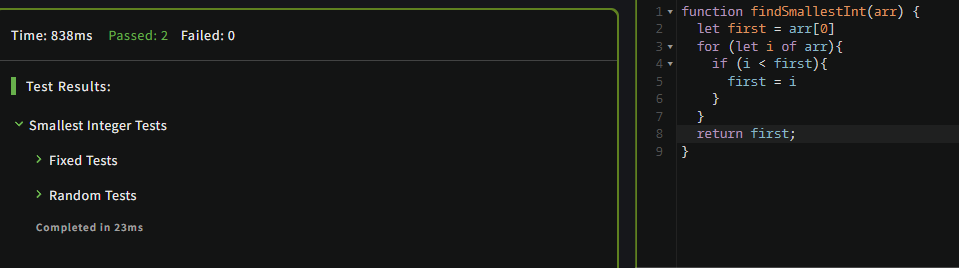 Time: 838ms Passed: 2 Failed: 0
Test Results:
Smallest Integer Tests
Fixed Tests
Random Tests
Completed in 23ms
1 function findSmallestInt(arr) {
2   let first = arr[0]
3   for (let i of arr){
4     if (i < first){
5       first = i
6     }
7   }
8   return first;
9 }